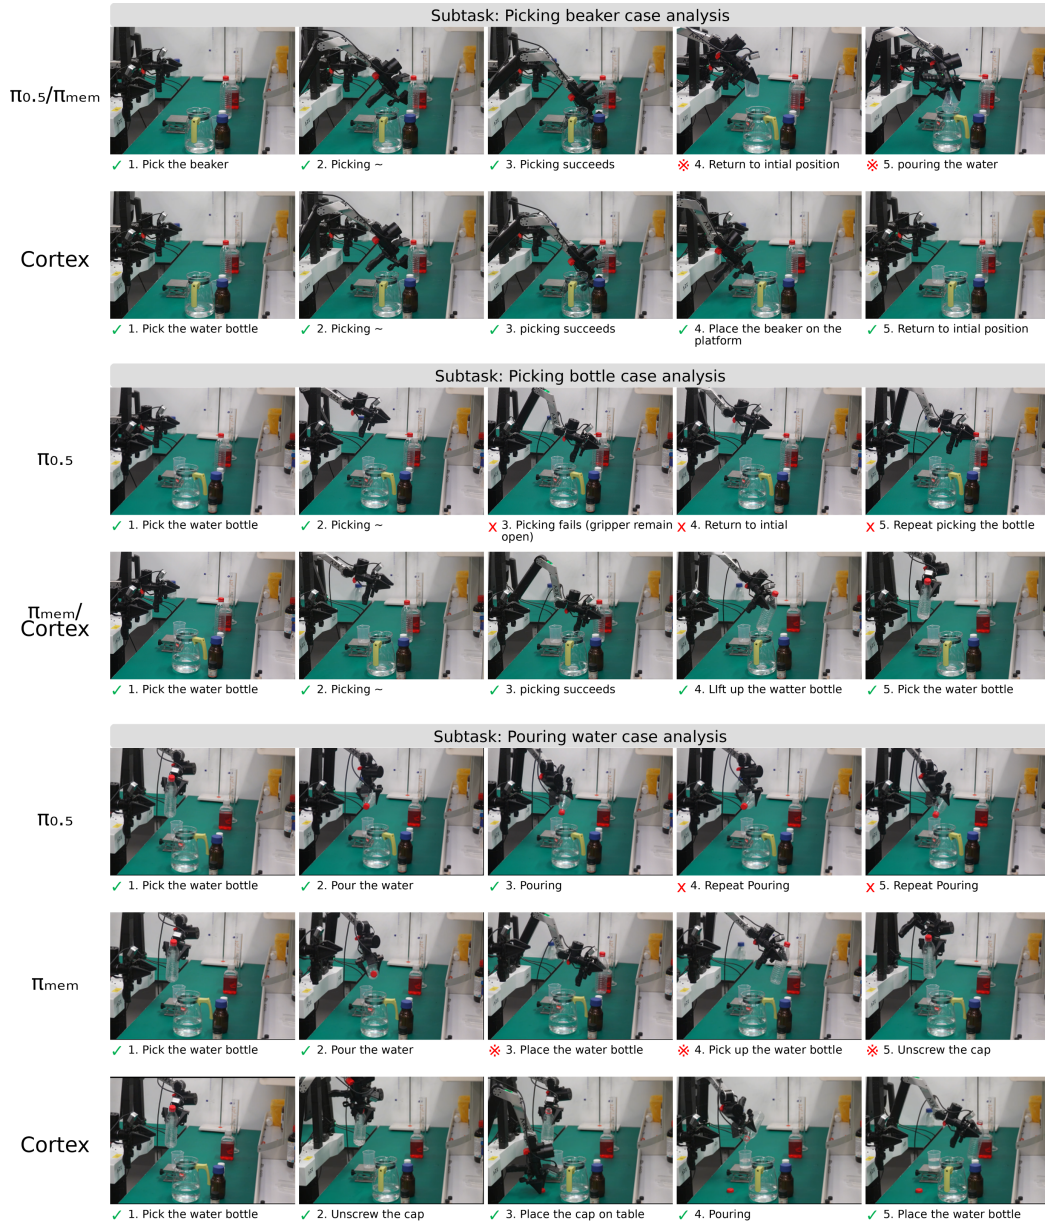 Subtask: Picking beaker case analysis
π₀.₅/πₘₑₘ
✓ 1. Pick the beaker
✓ 2. Picking ~
✓ 3. Picking succeeds
※ 4. Return to intial position
※ 5. pouring the water
Cortex
✓ 1. Pick the water bottle
✓ 2. Picking ~
✓ 3. picking succeeds
✓ 4. Place the beaker on the
platform
✓ 5. Return to intial position
Subtask: Picking bottle case analysis
π₀.₅
✓ 1. Pick the water bottle
✓ 2. Picking ~
x 3. Picking fails (gripper remain
open)
x 4. Return to intial
x 5. Repeat picking the bottle
πₘₑₘ/
Cortex
✓ 1. Pick the water bottle
✓ 2. Picking ~
✓ 3. picking succeeds
✓ 4. LIft up the watter bottle
✓ 5. Pick the water bottle
Subtask: Pouring water case analysis
π₀.₅
✓ 1. Pick the water bottle
✓ 2. Pour the water
✓ 3. Pouring
x 4. Repeat Pouring
x 5. Repeat Pouring
πₘₑₘ
✓ 1. Pick the water bottle
✓ 2. Pour the water
※ 3. Place the water bottle
※ 4. Pick up the water bottle
※ 5. Unscrew the cap
Cortex
✓ 1. Pick the water bottle
✓ 2. Unscrew the cap
✓ 3. Place the cap on table
✓ 4. Pouring
✓ 5. Place the water bottle